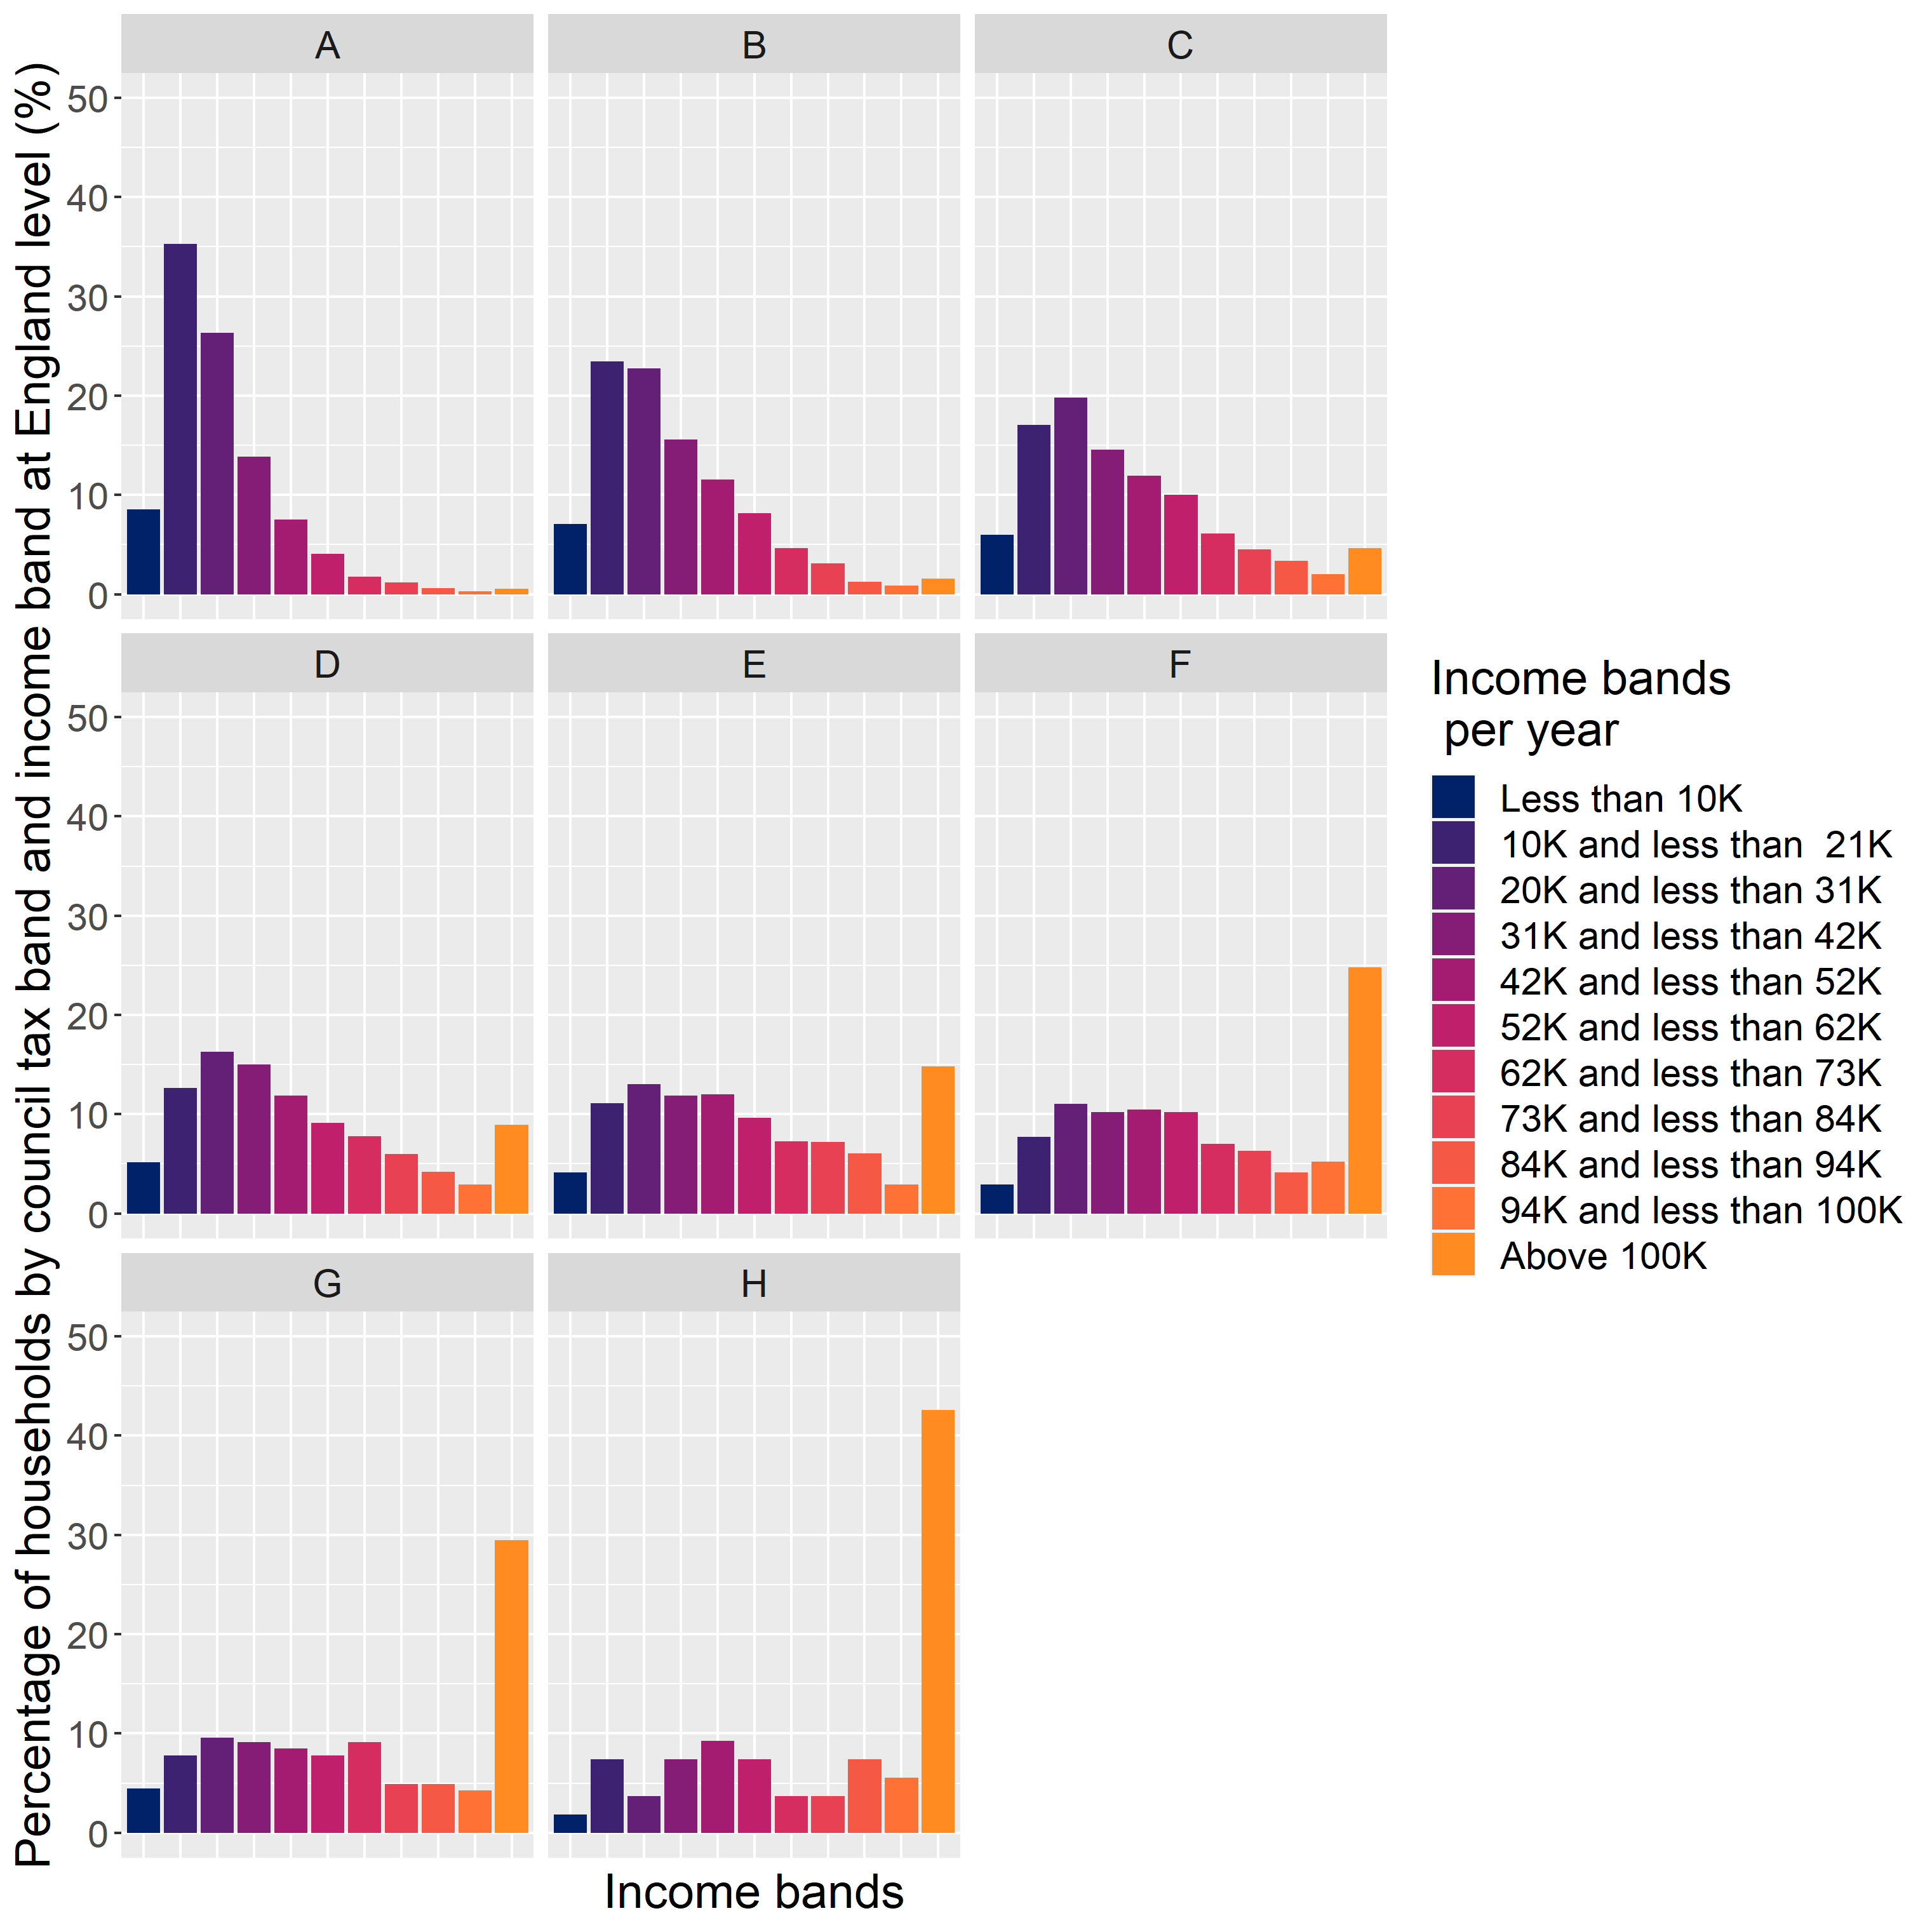 Percentage of households by council tax band and income band at England level (%)
A
B
C
50
40
30
20
10
0
D
E
F
50
40
30
20
10
0
G
H
50
40
30
20
10
0
Income bands
Income bands
per year
Less than 10K
10K and less than  21K
20K and less than 31K
31K and less than 42K
42K and less than 52K
52K and less than 62K
62K and less than 73K
73K and less than 84K
84K and less than 94K
94K and less than 100K
Above 100K